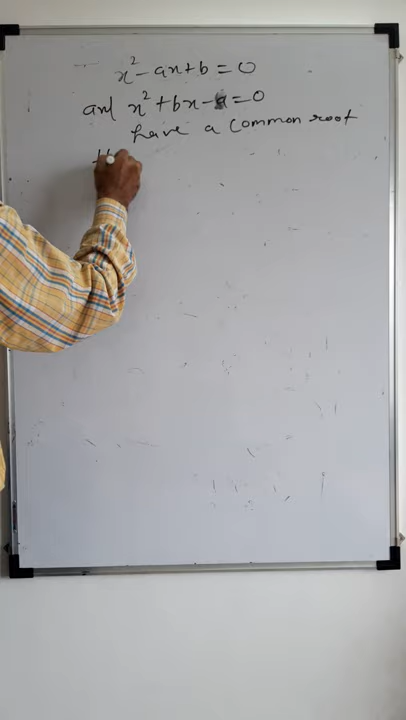 x² - ax + b = 0
and x² + bx - a = 0
have a common root